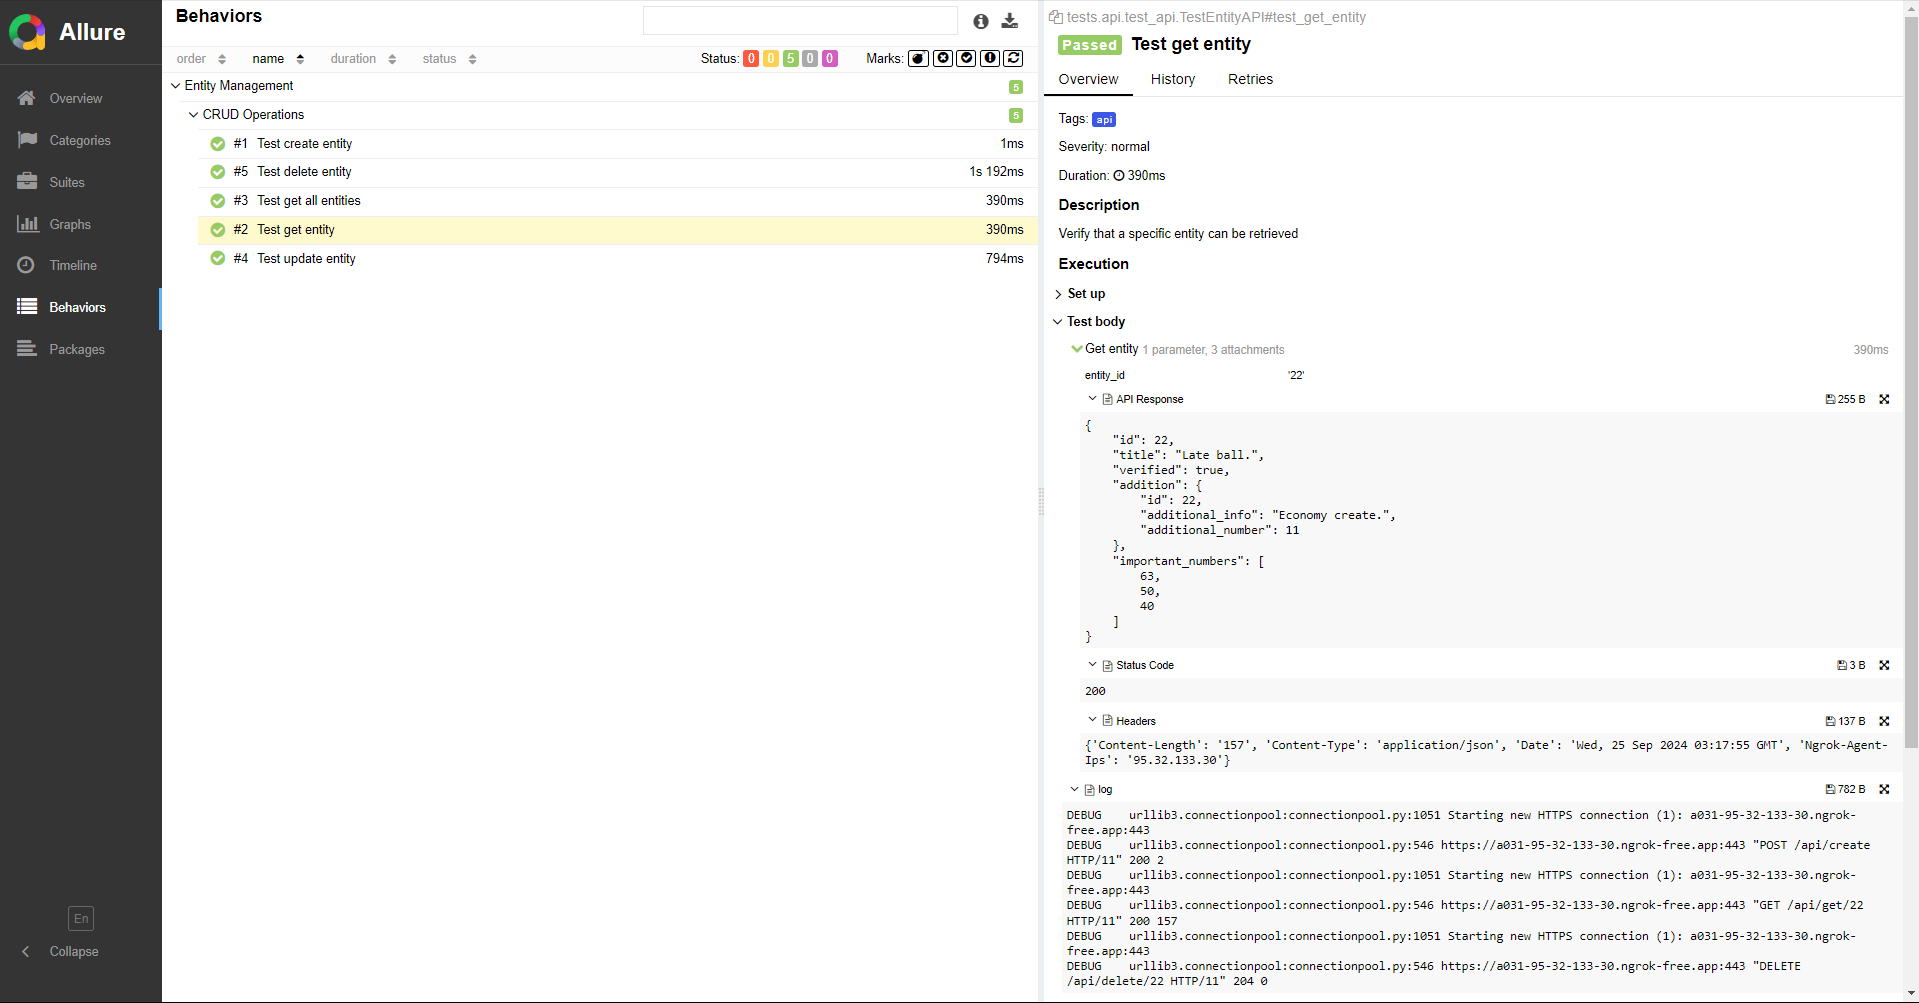 Allure
Overview
Categories
Suites
Graphs
Timeline
Behaviors
Packages
En
Collapse
Behaviors
order name duration status Status: 0 0 5 0 0 Marks:
Entity Management 5
CRUD Operations 5
#1 Test create entity 1ms
#5 Test delete entity 1s 192ms
#3 Test get all entities 390ms
#2 Test get entity 390ms
#4 Test update entity 794ms
tests.api.test_api.TestEntityAPI#test_get_entity
Passed Test get entity
Overview History Retries
Tags: api
Severity: normal
Duration: 390ms
Description
Verify that a specific entity can be retrieved
Execution
Set up
Test body
Get entity 1 parameter, 3 attachments 390ms
entity_id '22'
API Response 255 B
{
    "id": 22,
    "title": "Late ball.",
    "verified": true,
    "addition": {
        "id": 22,
        "additional_info": "Economy create.",
        "additional_number": 11
    },
    "important_numbers": [
        63,
        50,
        40
    ]
}
Status Code 3 B
200
Headers 137 B
{'Content-Length': '157', 'Content-Type': 'application/json', 'Date': 'Wed, 25 Sep 2024 03:17:55 GMT', 'Ngrok-Agent-
Ips': '95.32.133.30'}
log 782 B
DEBUG    urllib3.connectionpool:connectionpool.py:1051 Starting new HTTPS connection (1): a031-95-32-133-30.ngrok-
free.app:443
DEBUG    urllib3.connectionpool:connectionpool.py:546 https://a031-95-32-133-30.ngrok-free.app:443 "POST /api/create
HTTP/11" 200 2
DEBUG    urllib3.connectionpool:connectionpool.py:1051 Starting new HTTPS connection (1): a031-95-32-133-30.ngrok-
free.app:443
DEBUG    urllib3.connectionpool:connectionpool.py:546 https://a031-95-32-133-30.ngrok-free.app:443 "GET /api/get/22
HTTP/11" 200 157
DEBUG    urllib3.connectionpool:connectionpool.py:1051 Starting new HTTPS connection (1): a031-95-32-133-30.ngrok-
free.app:443
DEBUG    urllib3.connectionpool:connectionpool.py:546 https://a031-95-32-133-30.ngrok-free.app:443 "DELETE
/api/delete/22 HTTP/11" 204 0